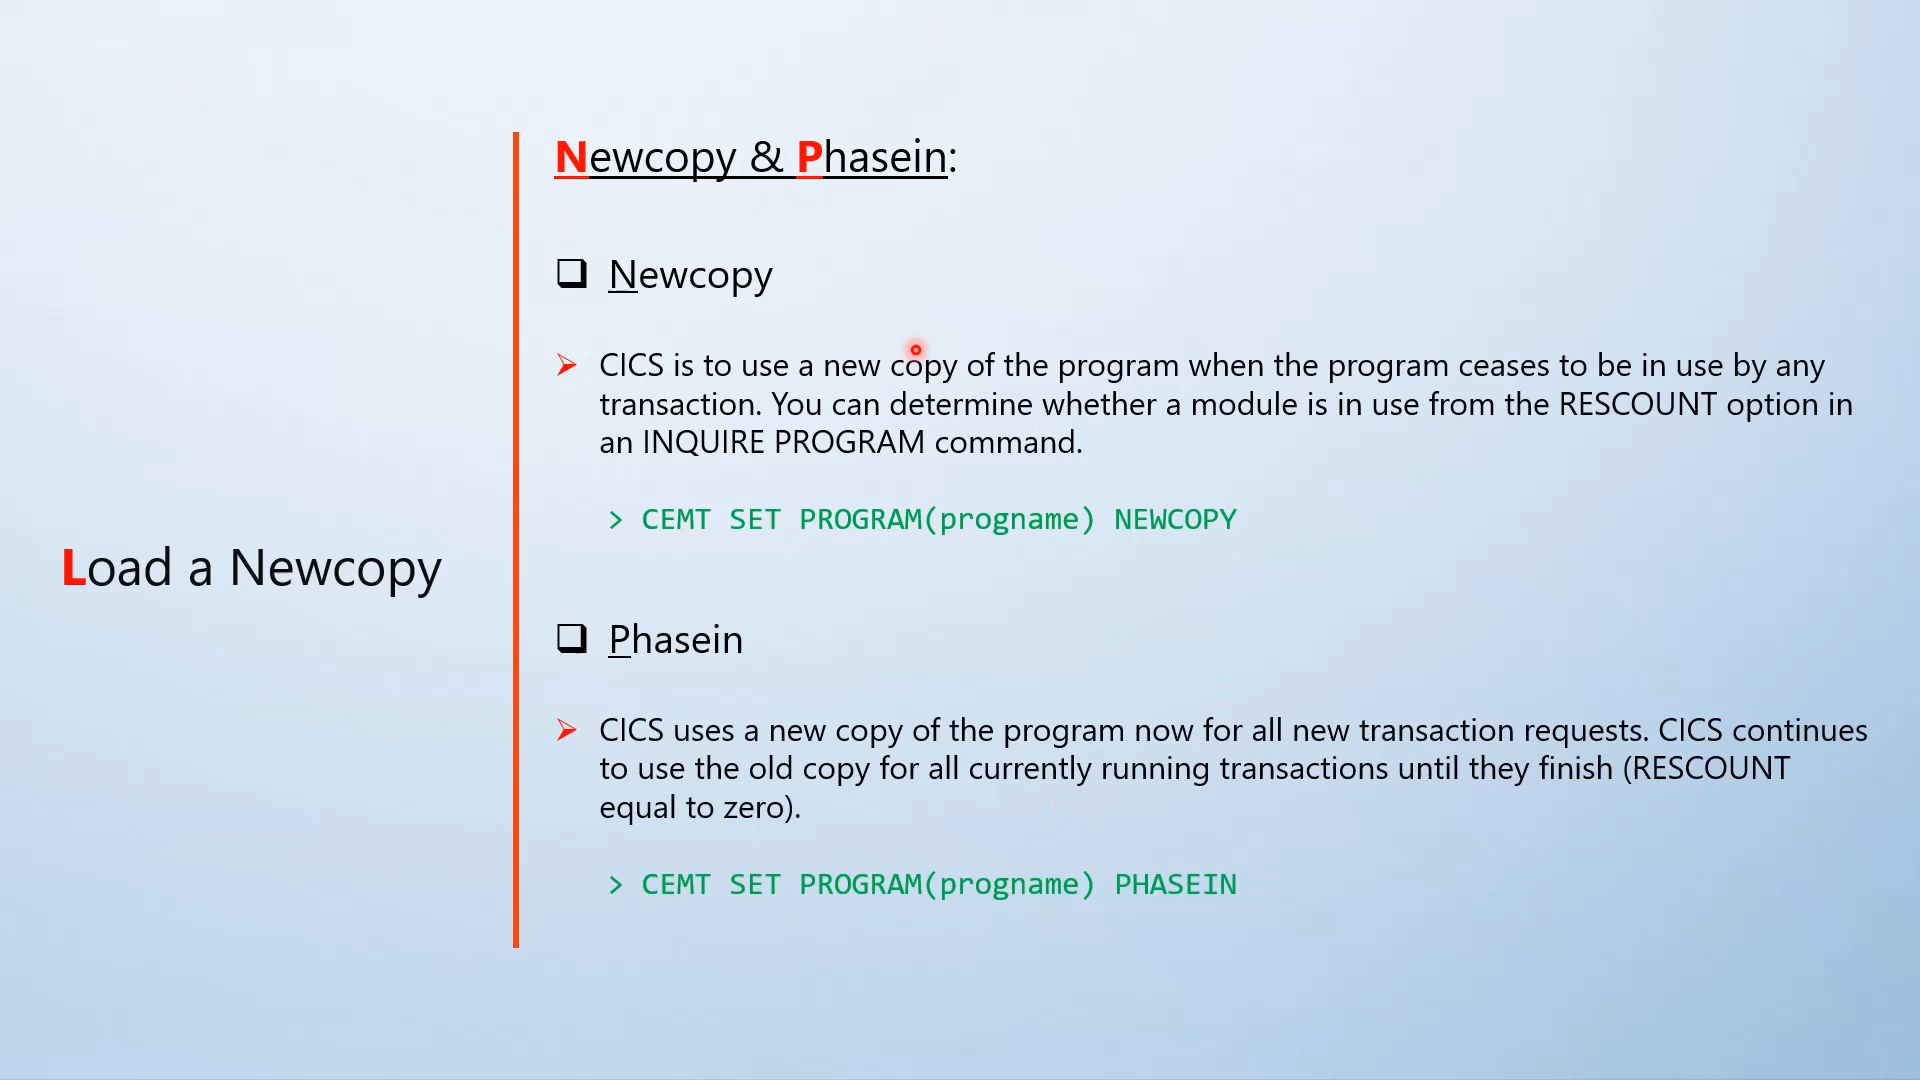 Load a Newcopy
Newcopy & Phasein:
Newcopy
CICS is to use a new copy of the program when the program ceases to be in use by any
transaction. You can determine whether a module is in use from the RESCOUNT option in
an INQUIRE PROGRAM command.
> CEMT SET PROGRAM(progname) NEWCOPY
Phasein
CICS uses a new copy of the program now for all new transaction requests. CICS continues
to use the old copy for all currently running transactions until they finish (RESCOUNT
equal to zero).
> CEMT SET PROGRAM(progname) PHASEIN